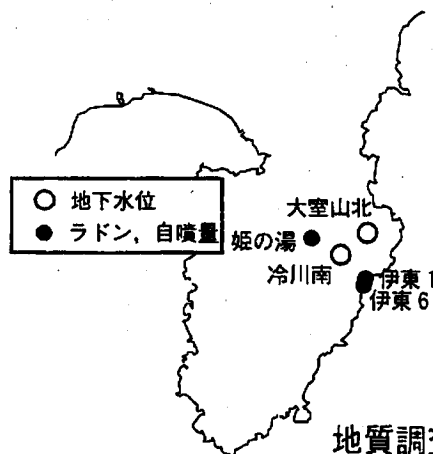 ○ 地下水位
● ラドン，自噴量
大室山北
姫の湯
冷川南
伊東1
伊東6
地質調